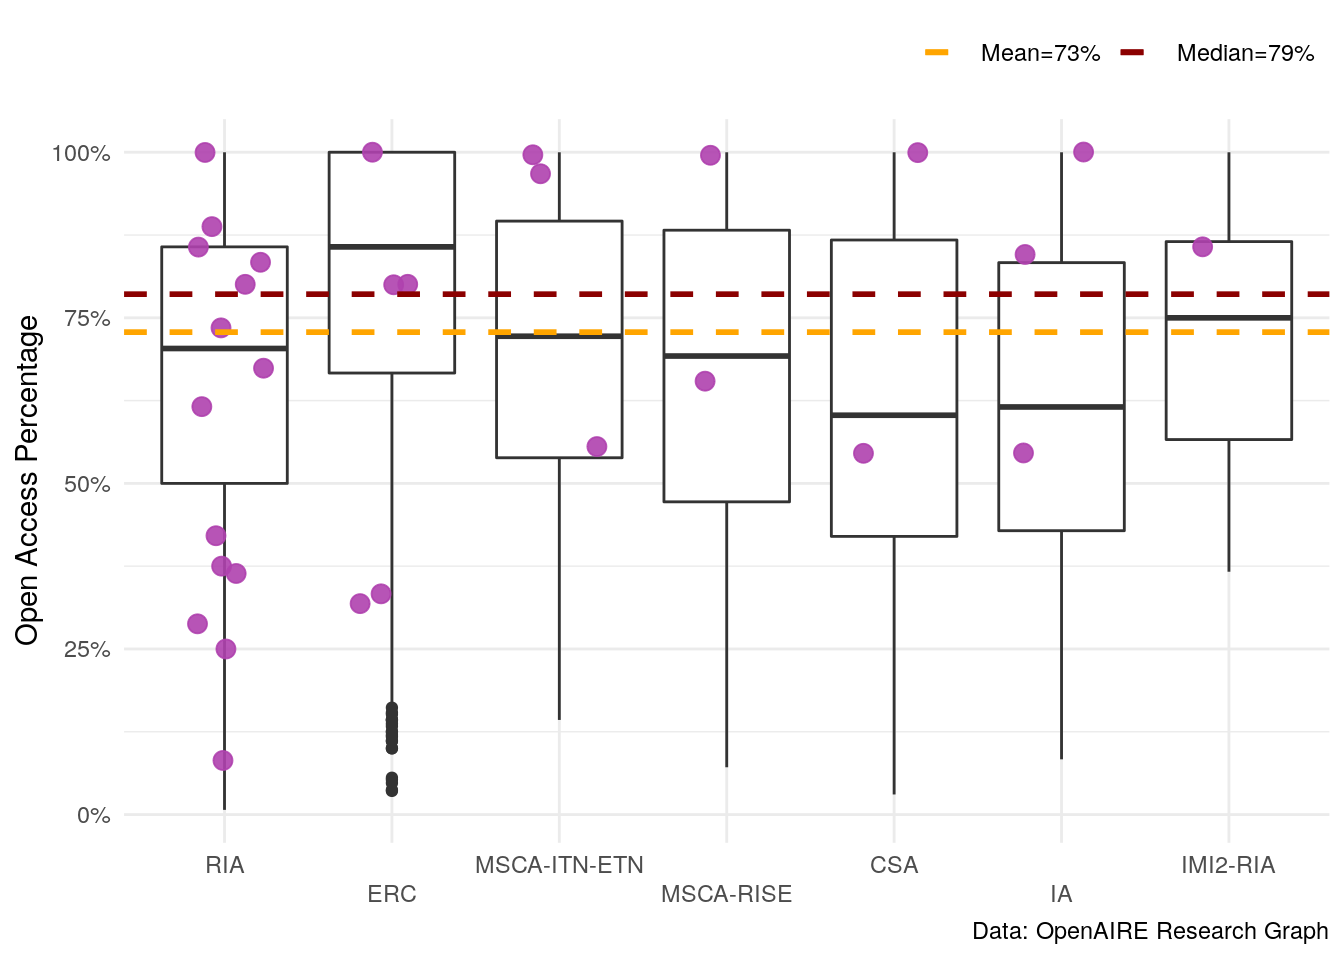 Mean=73% Median=79%
Open Access Percentage
100%
75%
50%
25%
0%
RIA MSCA-ITN-ETN CSA IMI2-RIA
ERC MSCA-RISE IA
Data: OpenAIRE Research Graph